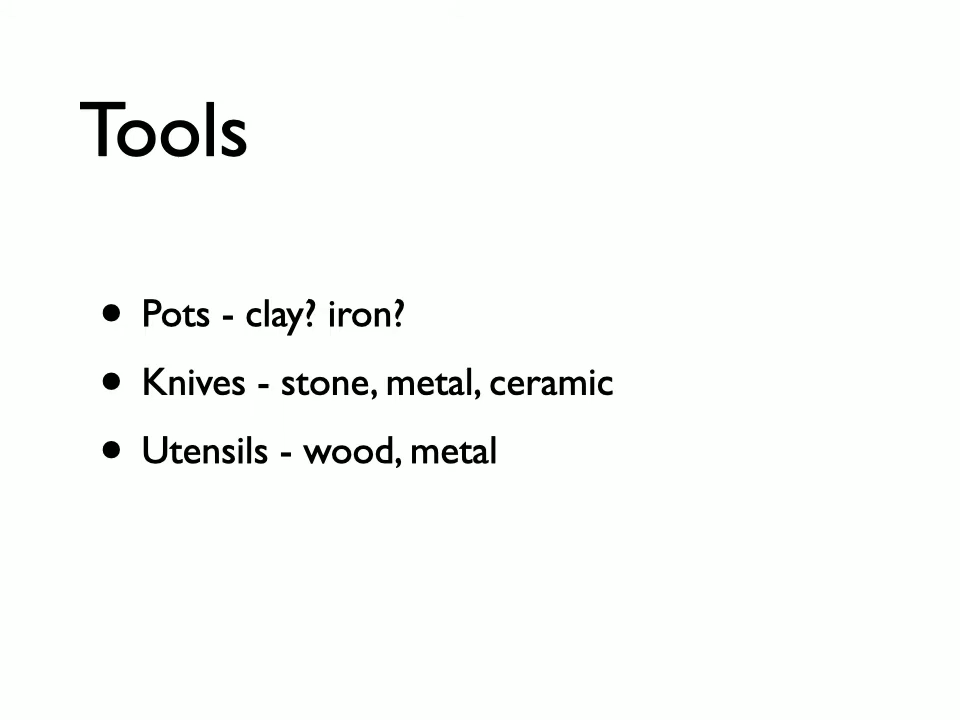 Tools
• Pots - clay? iron?
• Knives - stone, metal, ceramic
• Utensils - wood, metal